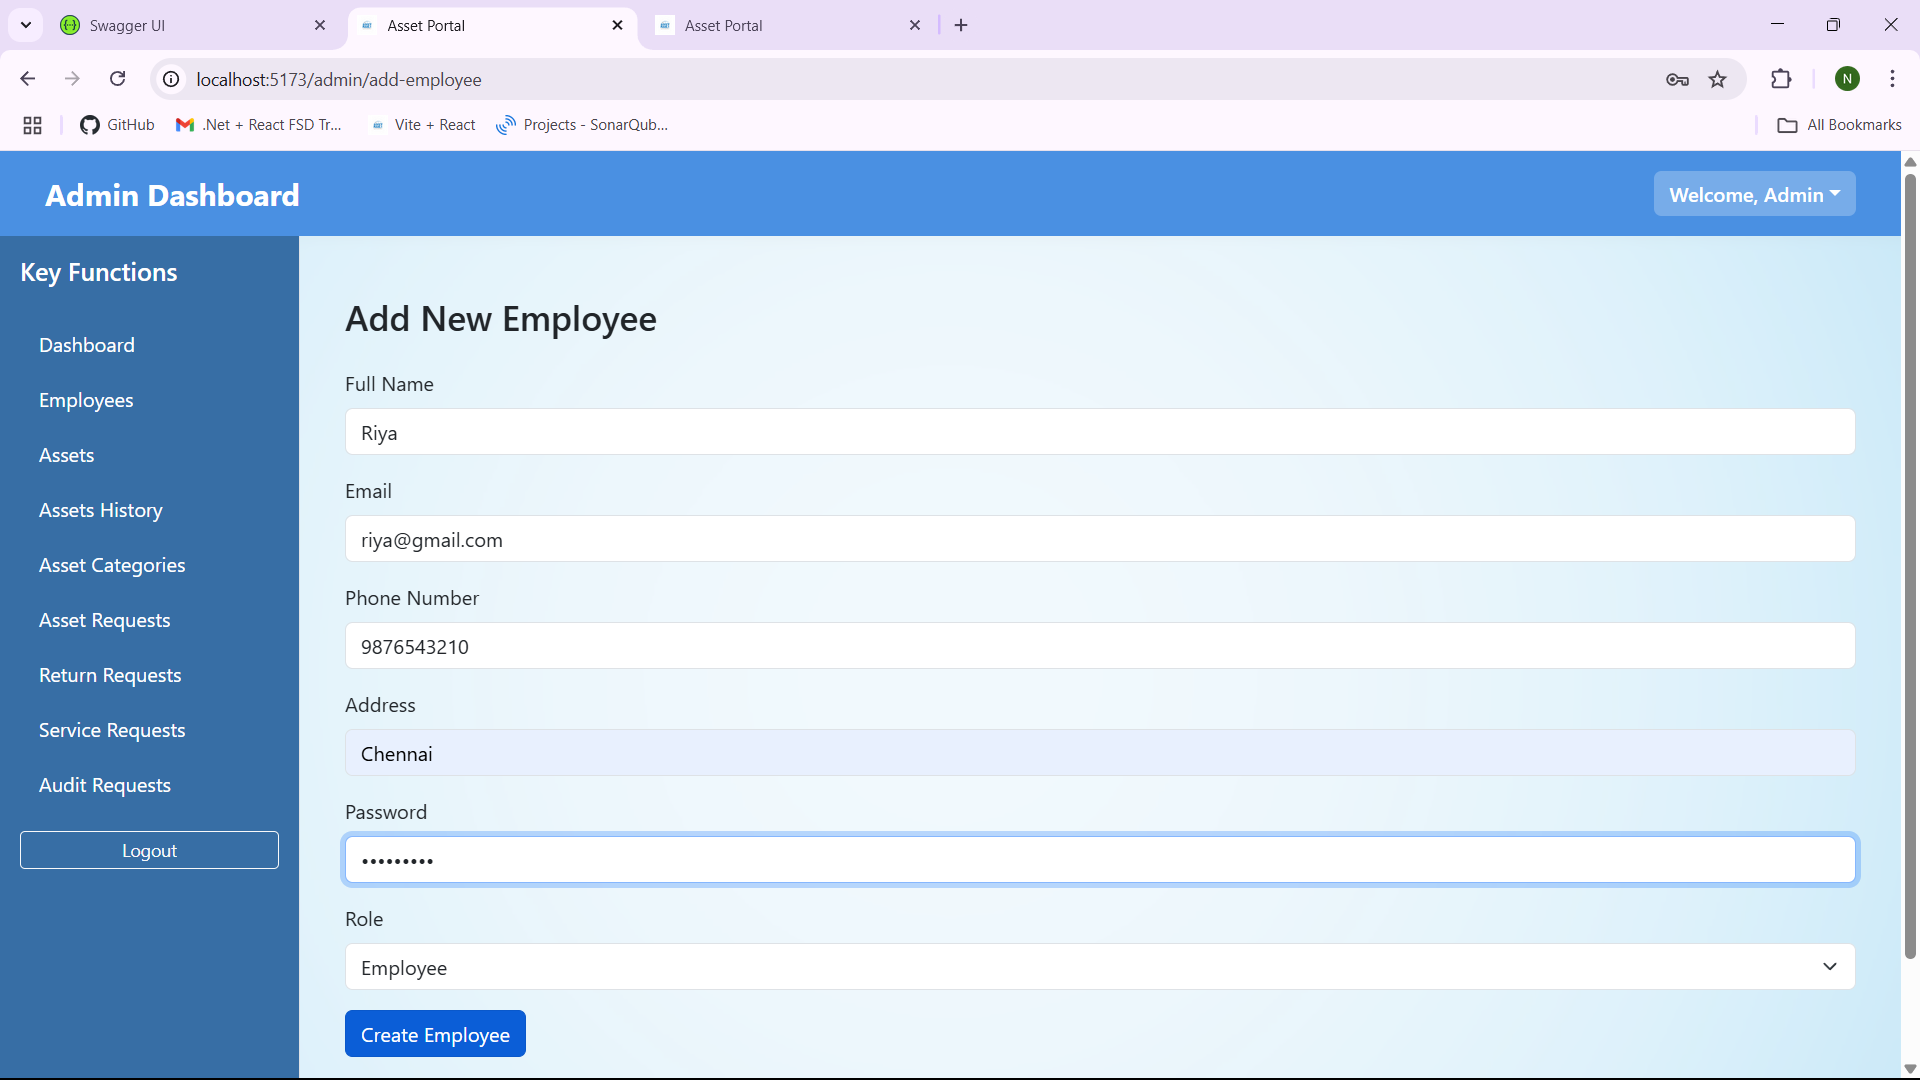 Swagger UI
Asset Portal
Asset Portal
localhost:5173/admin/add-employee
N
GitHub
.Net + React FSD Tr...
Vite + React
Projects - SonarQub...
All Bookmarks
Admin Dashboard
Welcome, Admin
Key Functions
Dashboard
Employees
Assets
Assets History
Asset Categories
Asset Requests
Return Requests
Service Requests
Audit Requests
Logout
Add New Employee
Full Name
Riya
Email
riya@gmail.com
Phone Number
9876543210
Address
Chennai
Password
•••••••••
Role
Employee
Create Employee